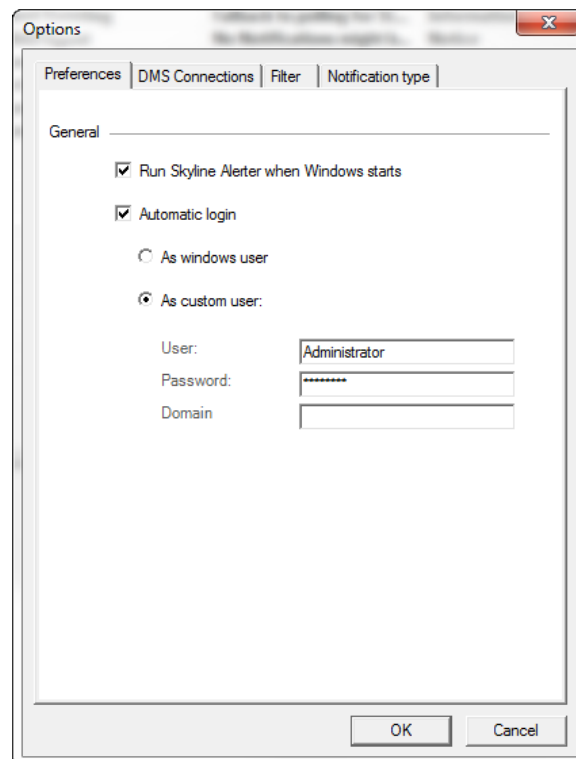 Options
Preferences
DMS Connections
Filter
Notification type
General
Run Skyline Alerter when Windows starts
Automatic login
As windows user
As custom user:
User:
Administrator
Password:
********
Domain
OK
Cancel